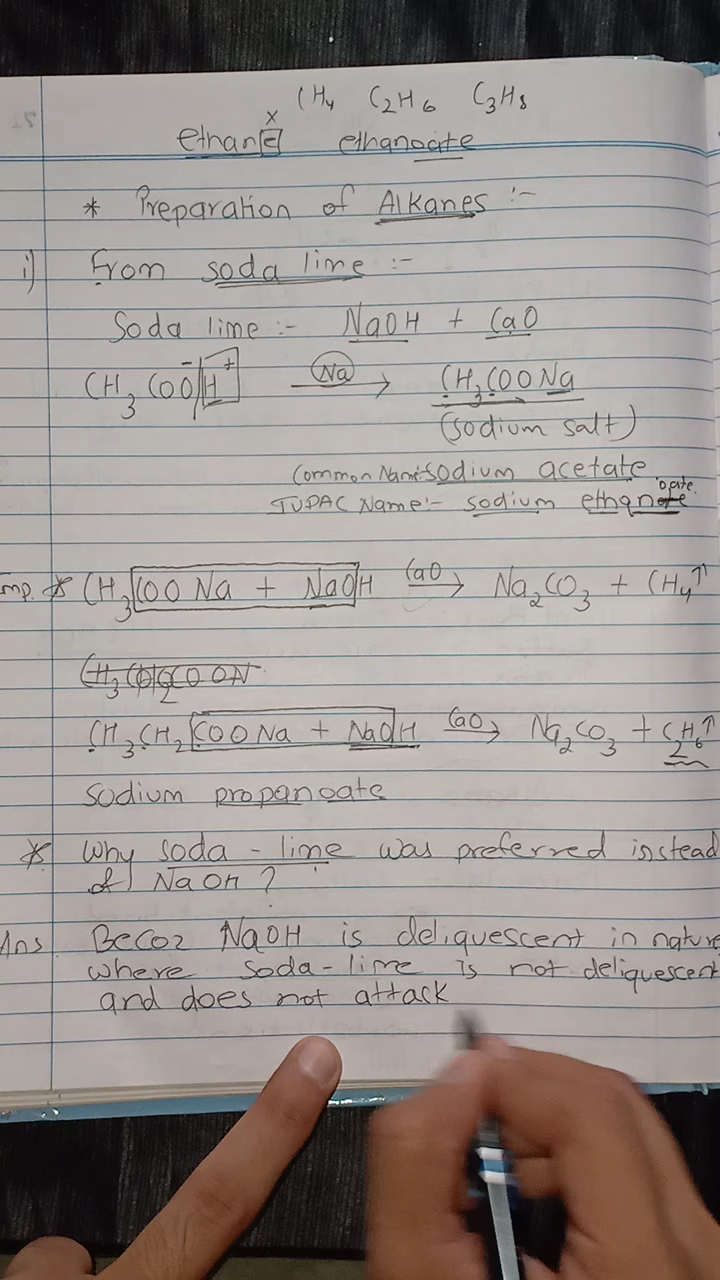 CH4 C2H6 C3H8
x
ethane ethanoate
* Preparation of Alkanes :-
i) From soda lime :-
Soda lime :- NaOH + CaO
CH3COO⁻H⁺ Na → CH3COONa
(sodium salt)
Common Name:- sodium acetate
IUPAC Name:- sodium ethanoate
Imp. * CH3COONa + NaOH CaO → Na2CO3 + CH4↑
CH3CH2COONa + NaOH CaO → Na2CO3 + C2H6↑
sodium propanoate
* Why soda-lime was preferred instead
of NaOH ?
Ans. Becoz NaOH is deliquescent in nature
where soda-lime is not deliquescent
and does not attack